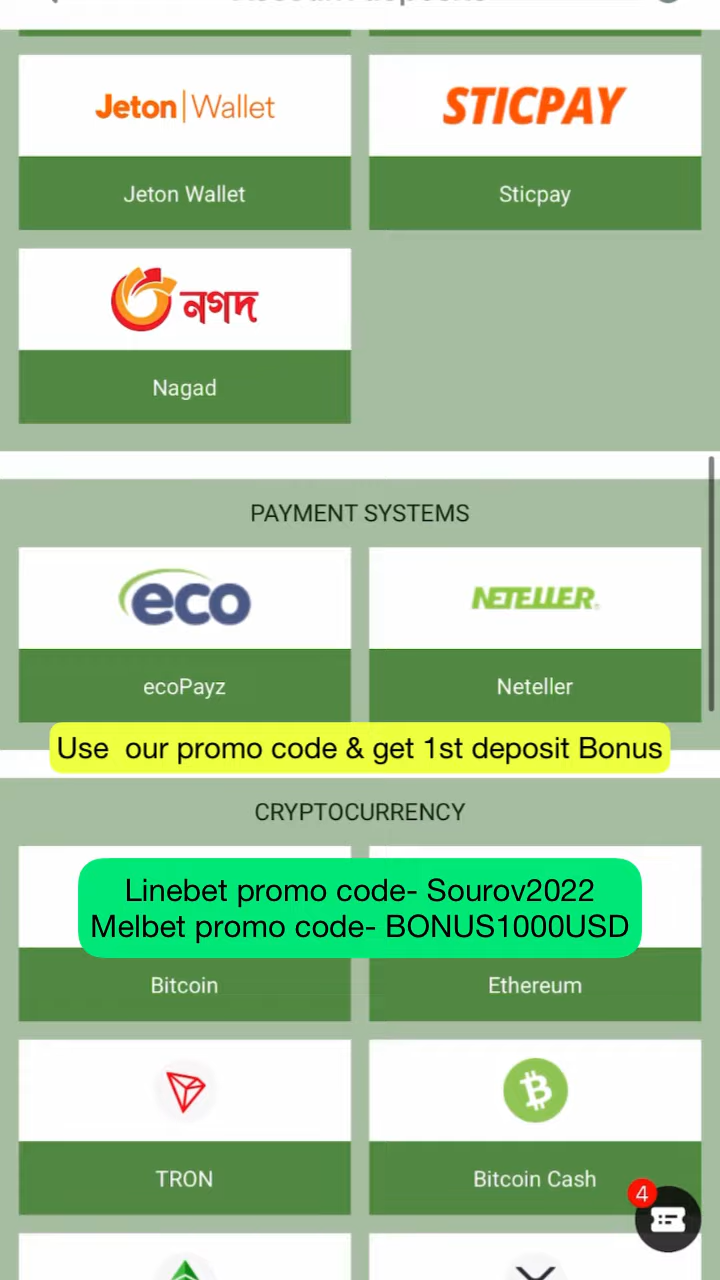 Jeton|Wallet
STICPAY
Jeton Wallet
Sticpay
নগদ
Nagad
PAYMENT SYSTEMS
eco
NETELLER
ecoPayz
Neteller
Use our promo code & get 1st deposit Bonus
CRYPTOCURRENCY
Linebet promo code- Sourov2022
Melbet promo code- BONUS1000USD
Bitcoin
Ethereum
TRON
Bitcoin Cash
4